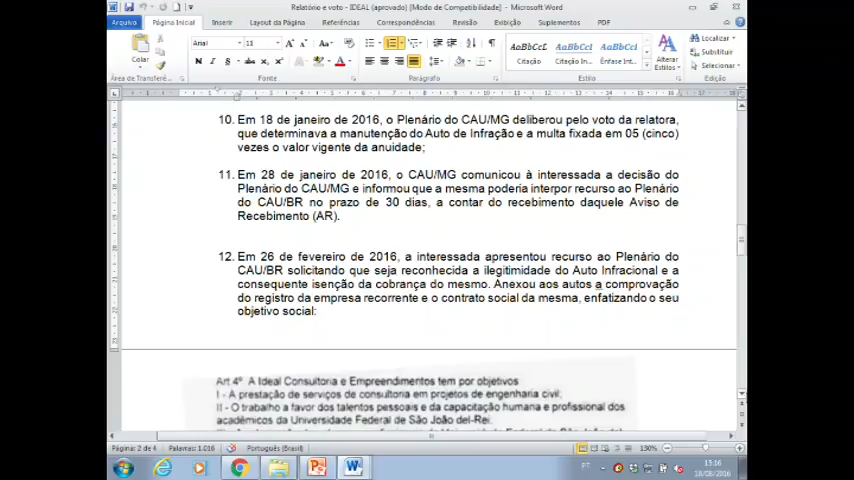 Relatório e voto - IDEAL (aprovado) [Modo de Compatibilidade] - Microsoft Word
Arquivo Página Inicial Inserir Layout da Página Referências Correspondências Revisão Exibição Suplementos PDF
Colar
Arial 11
N I S abc x₂ x²
AaBbCcD AaBbCcI AaBbCcI
Citação Citação In... Ênfase Int...
Alterar Estilos
Localizar
Substituir
Selecionar
Área de Transferê... Fonte Parágrafo Estilo Edição
10. Em 18 de janeiro de 2016, o Plenário do CAU/MG deliberou pelo voto da relatora,
que determinava a manutenção do Auto de Infração e a multa fixada em 05 (cinco)
vezes o valor vigente da anuidade;
11. Em 28 de janeiro de 2016, o CAU/MG comunicou à interessada a decisão do
Plenário do CAU/MG e informou que a mesma poderia interpor recurso ao Plenário
do CAU/BR no prazo de 30 dias, a contar do recebimento daquele Aviso de
Recebimento (AR).
12. Em 26 de fevereiro de 2016, a interessada apresentou recurso ao Plenário do
CAU/BR solicitando que seja reconhecida a ilegitimidade do Auto Infracional e a
consequente isenção da cobrança do mesmo. Anexou aos autos a comprovação
do registro da empresa recorrente e o contrato social da mesma, enfatizando o seu
objetivo social:
Art 4º A Ideal Consultoria e Empreendimentos tem por objetivos
I - A prestação de serviços de consultoria em projetos de engenharia civil;
II - O trabalho a favor dos talentos pessoais e da capacitação humana e profissional dos
acadêmicos da Universidade Federal de São João del-Rei.
Página: 2 de 4 Palavras: 1.016 Português (Brasil) 130%
PT 15:16
18/08/2016